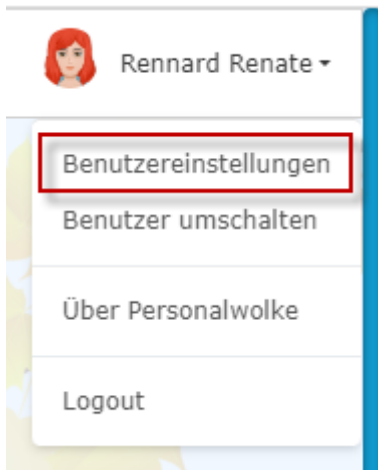 Rennard Renate
Benutzereinstellungen
Benutzer umschalten
Über Personalwolke
Logout